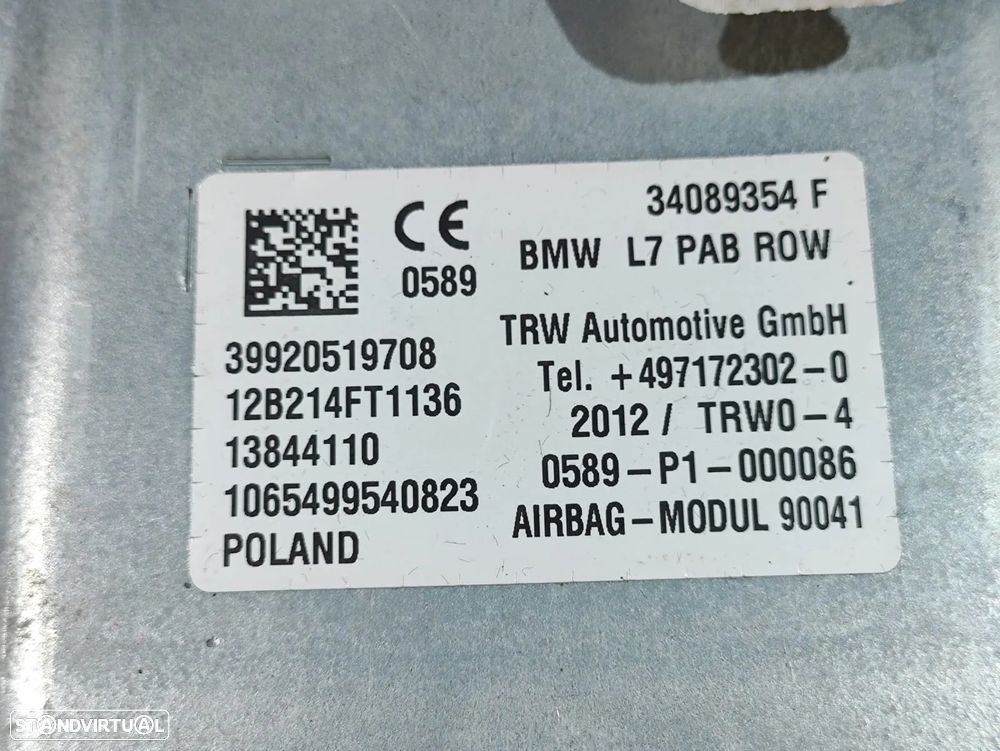 34089354 F
CE
0589
BMW L7 PAB ROW
TRW Automotive GmbH
39920519708
Tel. +497172302-0
12B214FT1136
2012 / TRW0-4
13844110
0589-P1-000086
1065499540823
AIRBAG-MODUL 90041
POLAND
STANDVIRTUAL